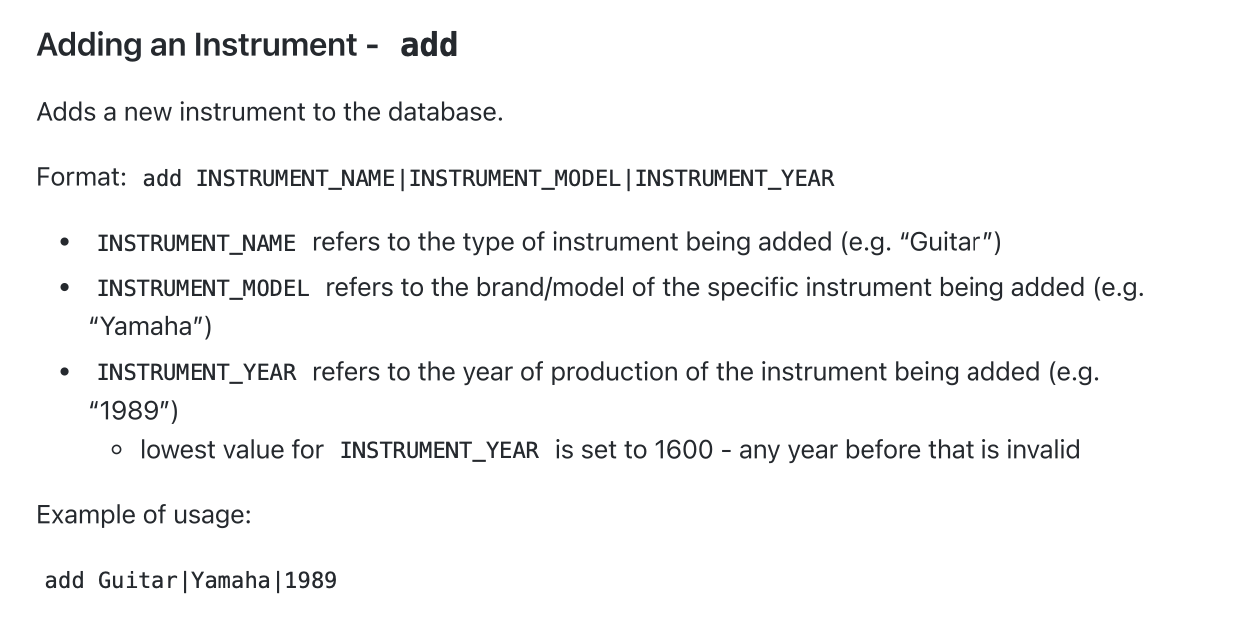 Adding an Instrument - add
Adds a new instrument to the database.
Format: add INSTRUMENT_NAME|INSTRUMENT_MODEL|INSTRUMENT_YEAR
• INSTRUMENT_NAME refers to the type of instrument being added (e.g. “Guitar”)
• INSTRUMENT_MODEL refers to the brand/model of the specific instrument being added (e.g.
“Yamaha”)
• INSTRUMENT_YEAR refers to the year of production of the instrument being added (e.g.
“1989”)
◦ lowest value for INSTRUMENT_YEAR is set to 1600 - any year before that is invalid
Example of usage:
add Guitar|Yamaha|1989